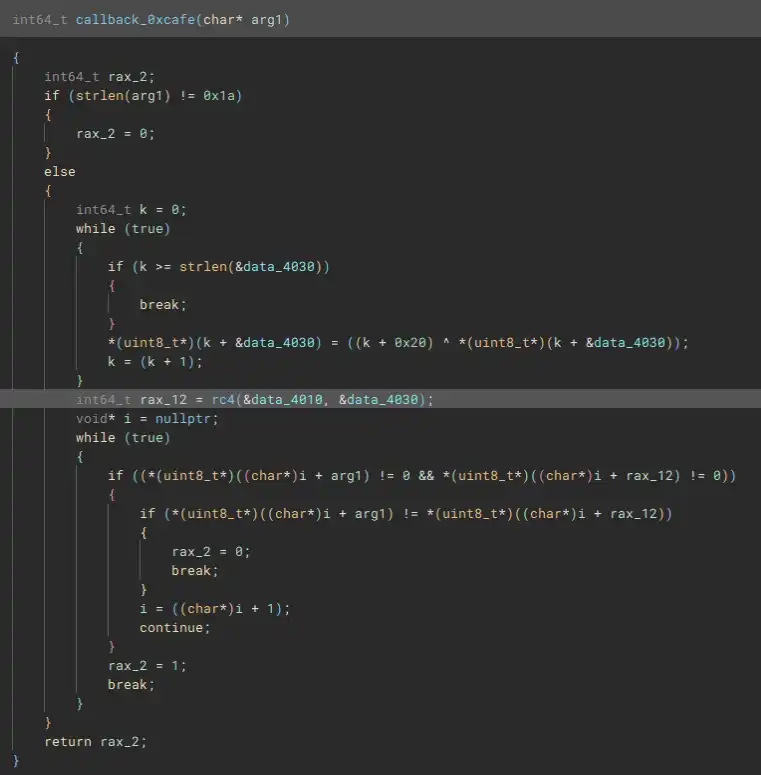 int64_t callback_0xcafe(char* arg1)
{
    int64_t rax_2;
    if (strlen(arg1) != 0x1a)
    {
        rax_2 = 0;
    }
    else
    {
        int64_t k = 0;
        while (true)
        {
            if (k >= strlen(&data_4030))
            {
                break;
            }
            *(uint8_t*)(k + &data_4030) = ((k + 0x20) ^ *(uint8_t*)(k + &data_4030));
            k = (k + 1);
        }
        int64_t rax_12 = rc4(&data_4010, &data_4030);
        void* i = nullptr;
        while (true)
        {
            if ((*(uint8_t*)((char*)i + arg1) != 0 && *(uint8_t*)((char*)i + rax_12) != 0))
            {
                if (*(uint8_t*)((char*)i + arg1) != *(uint8_t*)((char*)i + rax_12))
                {
                    rax_2 = 0;
                    break;
                }
                i = ((char*)i + 1);
                continue;
            }
            rax_2 = 1;
            break;
        }
    }
    return rax_2;
}